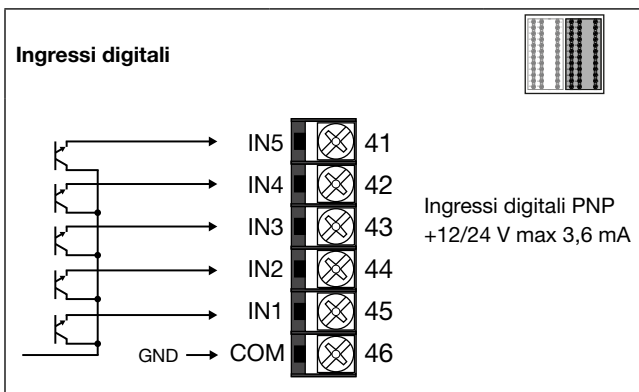 Ingressi digitali
IN5 41
IN4 42
IN3 43
IN2 44
IN1 45
GND COM 46
Ingressi digitali PNP
+12/24 V max 3,6 mA